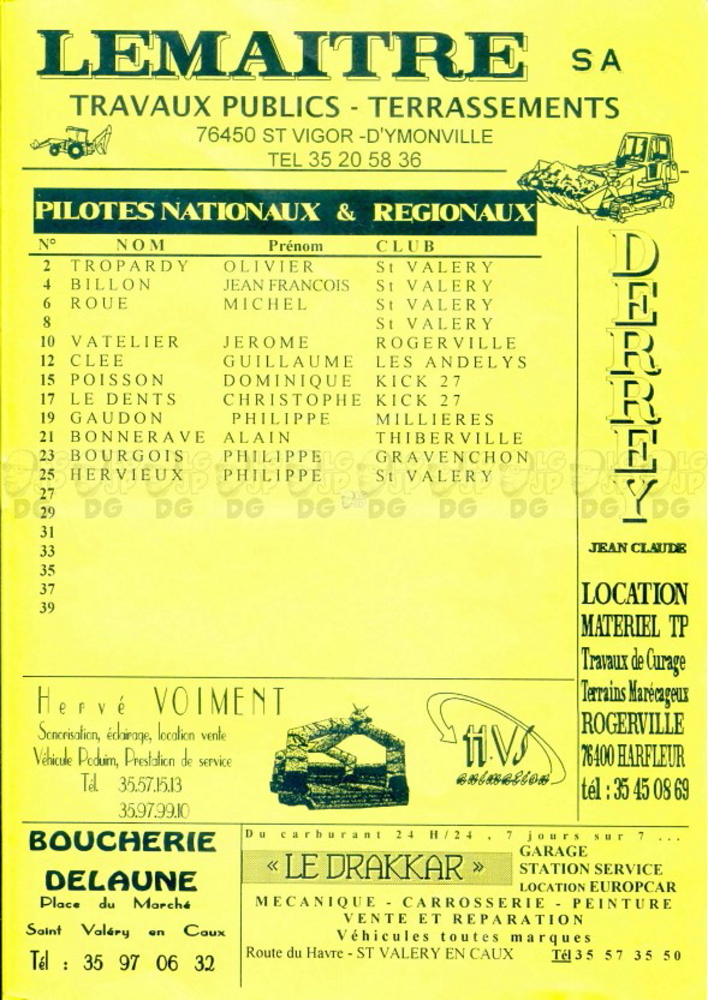 LEMAITRE SA
TRAVAUX PUBLICS - TERRASSEMENTS
76450 ST VIGOR -D'YMONVILLE
TEL 35 20 58 36
PILOTES NATIONAUX & REGIONAUX
N° NOM Prénom CLUB
2 TROPARDY OLIVIER St VALERY
4 BILLON JEAN FRANCOIS St VALERY
6 ROUE MICHEL St VALERY
8 St VALERY
10 VATELIER JEROME ROGERVILLE
12 CLEE GUILLAUME LES ANDELYS
15 POISSON DOMINIQUE KICK 27
17 LE DENTS CHRISTOPHE KICK 27
19 GAUDON PHILIPPE MILLIERES
21 BONNERAVE ALAIN THIBERVILLE
23 BOURGOIS PHILIPPE GRAVENCHON
25 HERVIEUX PHILIPPE St VALERY
27
29
31
33
35
37
39
DERREY
JEAN CLAUDE
LOCATION
MATERIEL TP
Travaux de Curage
Terrains Marécageux
ROGERVILLE
76400 HARFLEUR
tél : 35 45 08 69
Hervé VOIMENT
Sonorisation, éclairage, location vente
Véhicule Podium, Prestation de service
Tél. 35.57.15.13
35.97.99.10
H.V.S
animation
BOUCHERIE
DELAUNE
Place du Marché
Saint Valéry en Caux
Tél : 35 97 06 32
Du carburant 24 H/24 , 7 jours sur 7 ...
« LE DRAKKAR »
GARAGE
STATION SERVICE
LOCATION EUROPCAR
MECANIQUE - CARROSSERIE - PEINTURE
VENTE ET REPARATION
Véhicules toutes marques
Route du Havre - ST VALERY EN CAUX Tél 35 57 35 50